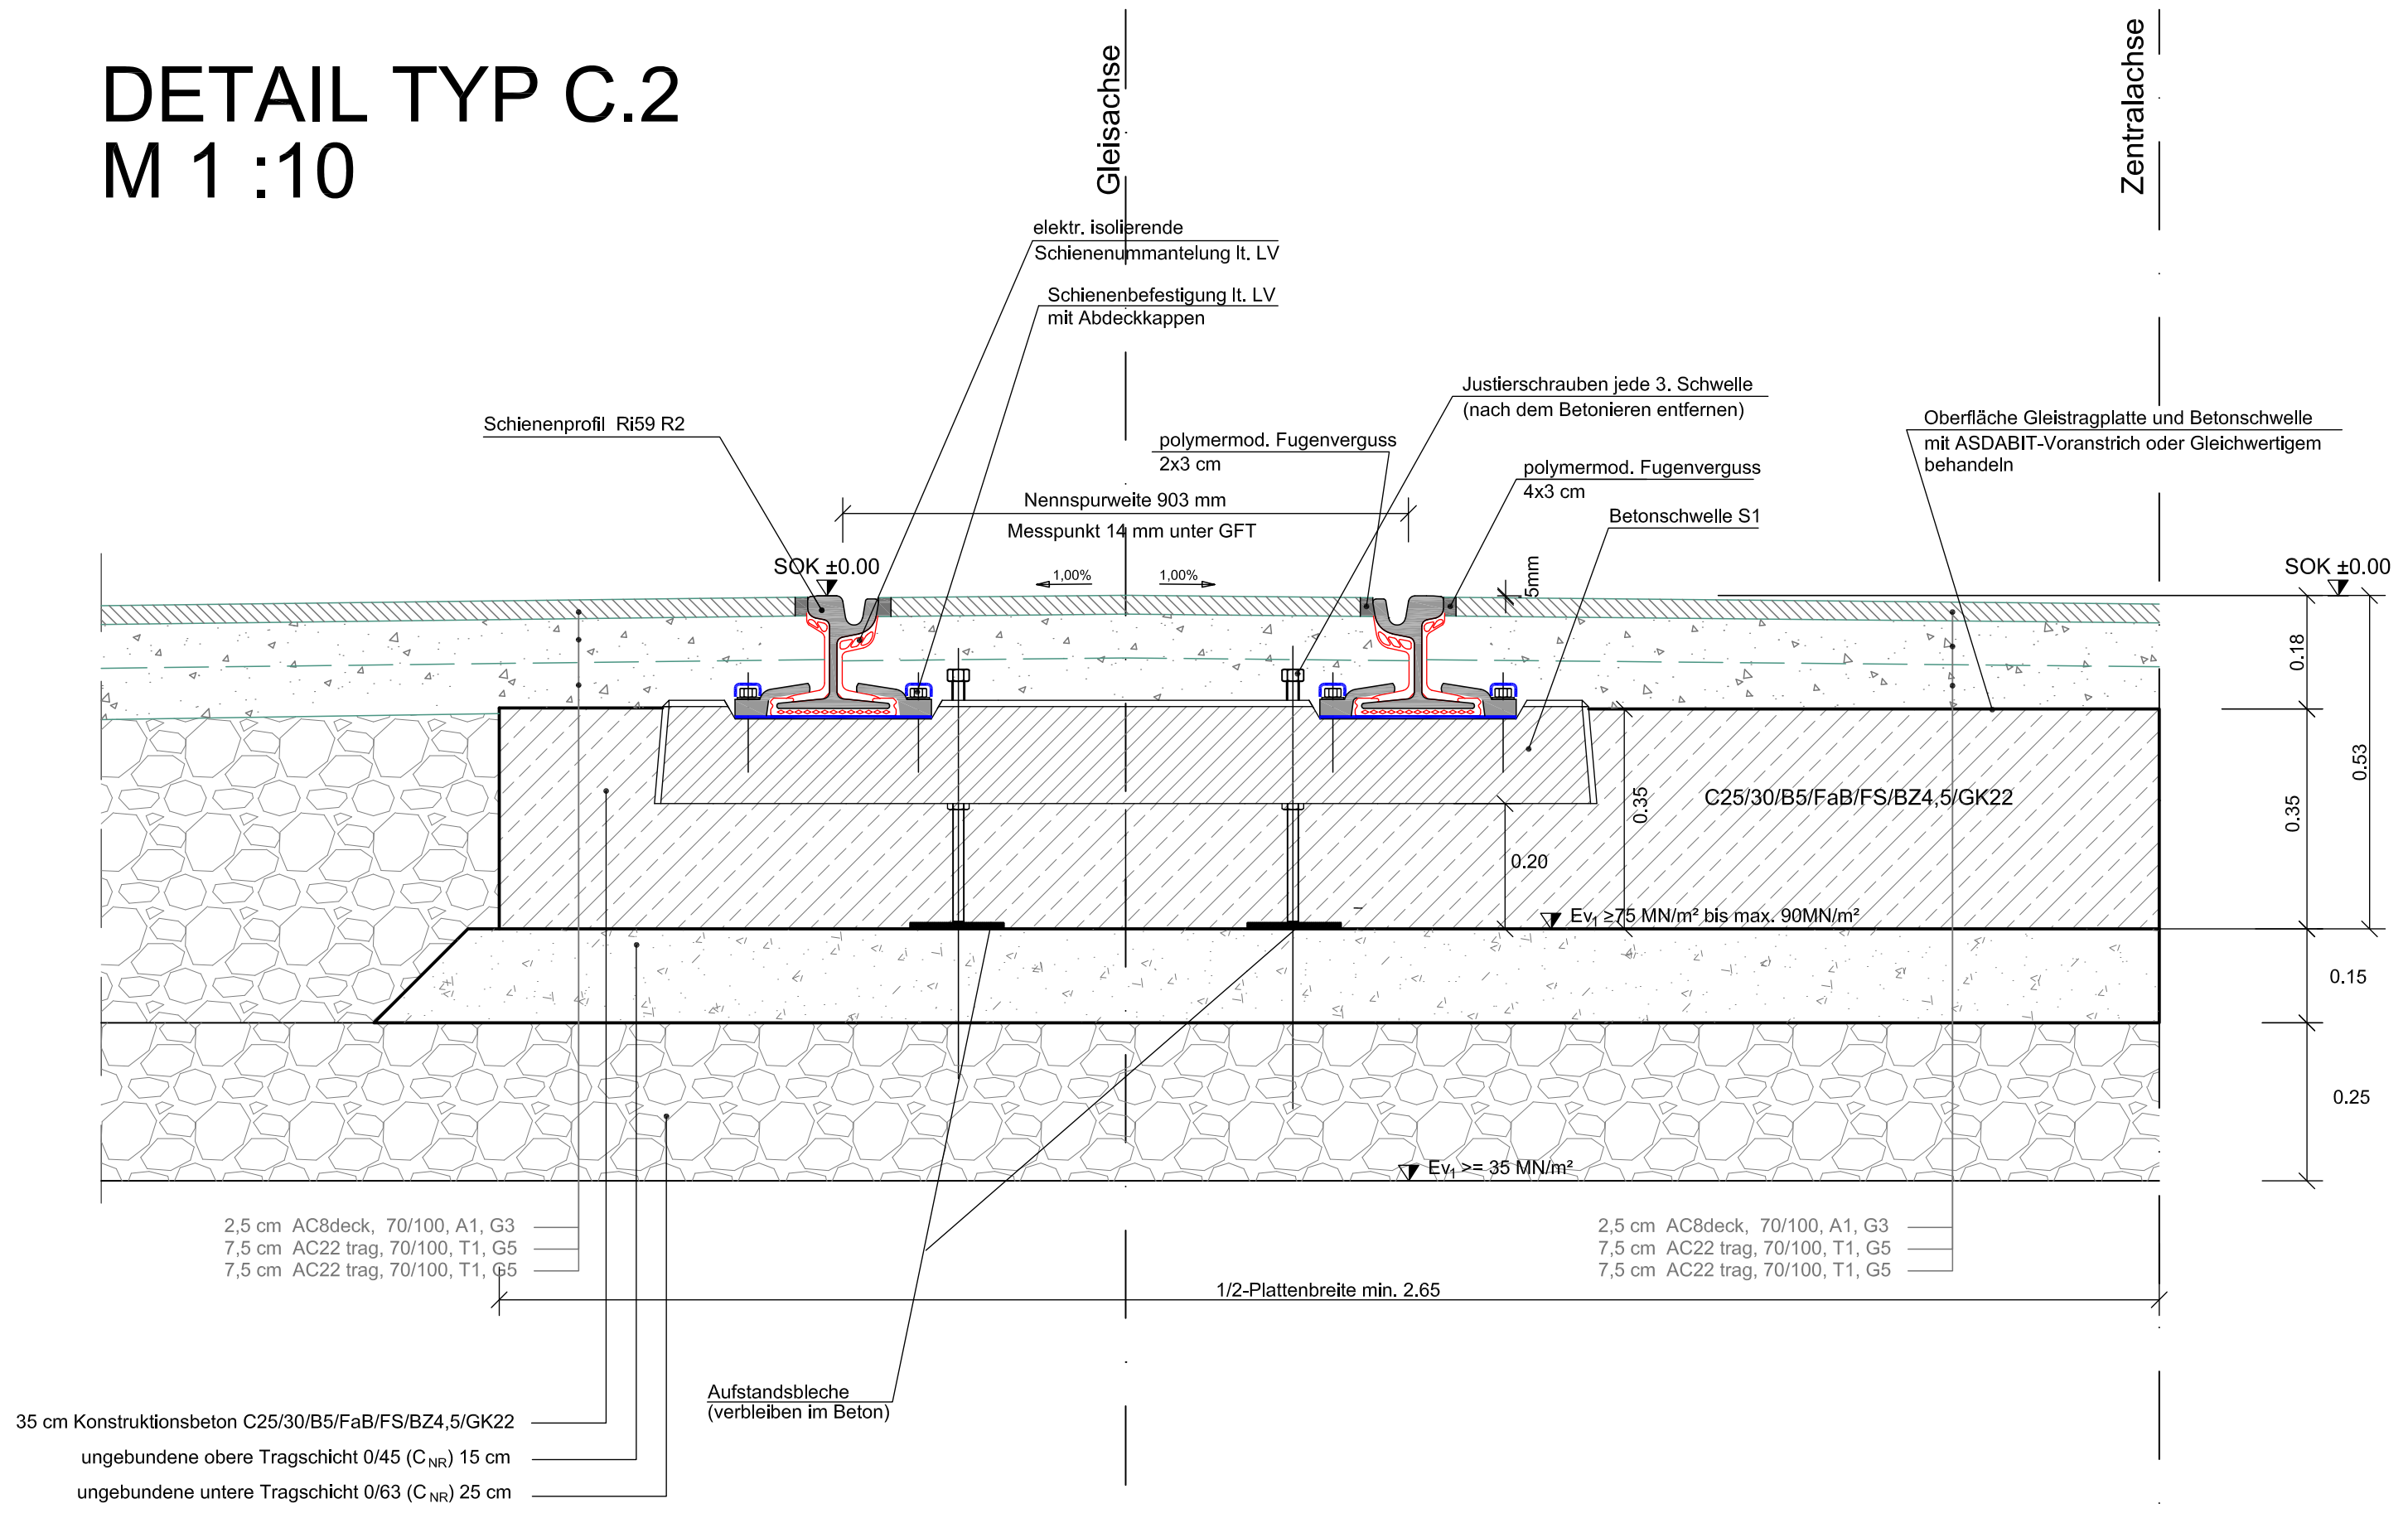 DETAIL TYP C.2
M 1 :10
Gleisachse
Zentralachse
elektr. isolierende
Schienenummantelung lt. LV
Schienenbefestigung lt. LV
mit Abdeckkappen
Justierschrauben jede 3. Schwelle
(nach dem Betonieren entfernen)
Schienenprofil Ri59 R2
polymermod. Fugenverguss
2x3 cm
polymermod. Fugenverguss
4x3 cm
Oberfläche Gleistragplatte und Betonschwelle
mit ASDABIT-Voranstrich oder Gleichwertigem
behandeln
Nennspurweite 903 mm
Messpunkt 14 mm unter GFT
Betonschwelle S1
SOK ±0.00
1,00%
1,00%
5mm
SOK ±0.00
0.18
0.53
0.35
0.35
C25/30/B5/FaB/FS/BZ4,5/GK22
0.20
Ev1 ≥75 MN/m² bis max. 90MN/m²
0.15
0.25
Ev1 >= 35 MN/m²
2,5 cm AC8deck, 70/100, A1, G3
7,5 cm AC22 trag, 70/100, T1, G5
7,5 cm AC22 trag, 70/100, T1, G5
2,5 cm AC8deck, 70/100, A1, G3
7,5 cm AC22 trag, 70/100, T1, G5
7,5 cm AC22 trag, 70/100, T1, G5
1/2-Plattenbreite min. 2.65
Aufstandsbleche
(verbleiben im Beton)
35 cm Konstruktionsbeton C25/30/B5/FaB/FS/BZ4,5/GK22
ungebundene obere Tragschicht 0/45 (CNR) 15 cm
ungebundene untere Tragschicht 0/63 (CNR) 25 cm